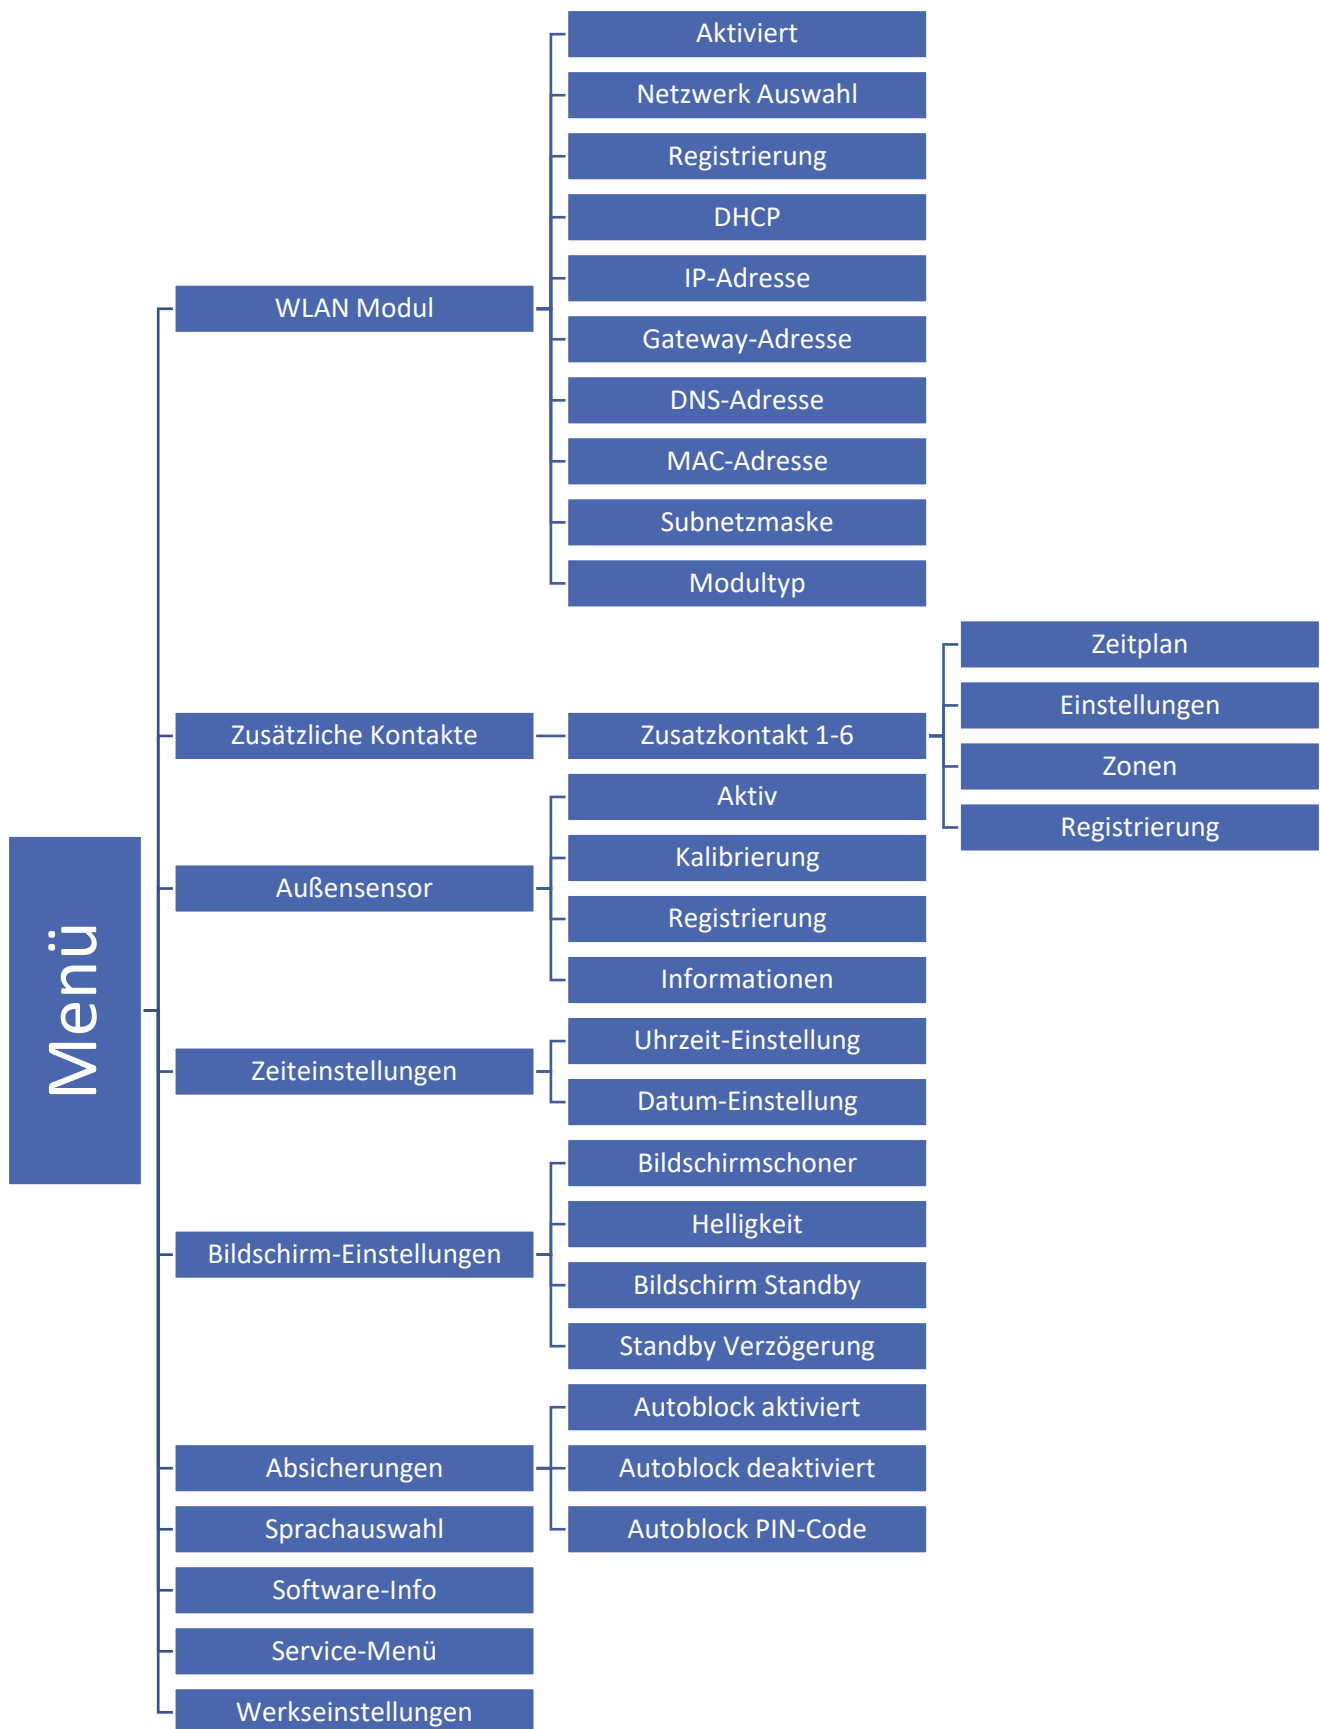 Menü
WLAN Modul
Aktiviert
Netzwerk Auswahl
Registrierung
DHCP
IP-Adresse
Gateway-Adresse
DNS-Adresse
MAC-Adresse
Subnetzmaske
Modultyp
Zusätzliche Kontakte
Zusatzkontakt 1-6
Zeitplan
Einstellungen
Zonen
Registrierung
Außensensor
Aktiv
Kalibrierung
Registrierung
Informationen
Zeiteinstellungen
Uhrzeit-Einstellung
Datum-Einstellung
Bildschirm-Einstellungen
Bildschirmschoner
Helligkeit
Bildschirm Standby
Standby Verzögerung
Absicherungen
Autoblock aktiviert
Autoblock deaktiviert
Autoblock PIN-Code
Sprachauswahl
Software-Info
Service-Menü
Werkseinstellungen